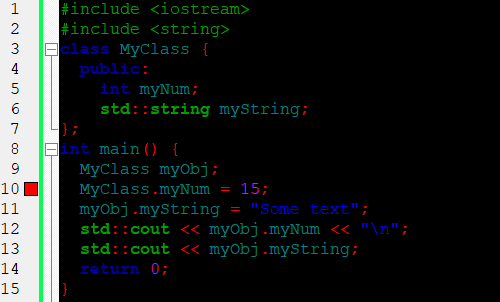 1 #include <iostream>
2 #include <string>
3 class MyClass {
4   public:
5     int myNum;
6     std::string myString;
7 };
8 int main() {
9   MyClass myObj;
10   MyClass.myNum = 15;
11   myObj.myString = "Some text";
12   std::cout << myObj.myNum << "\n";
13   std::cout << myObj.myString;
14   return 0;
15 }